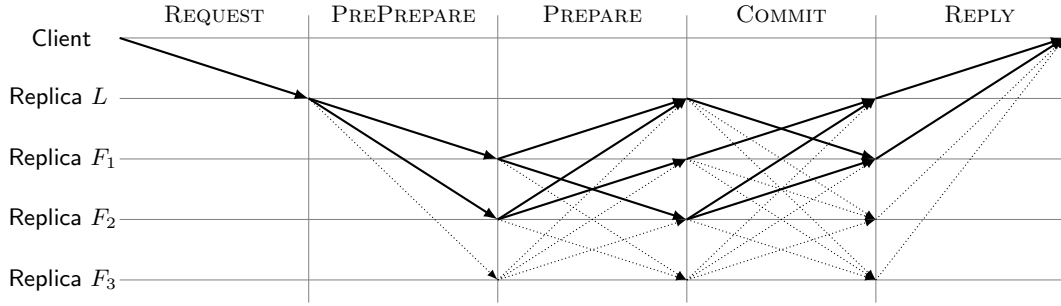 REQUEST PREPREPARE PREPARE COMMIT REPLY
Client
Replica L
Replica F₁
Replica F₂
Replica F₃